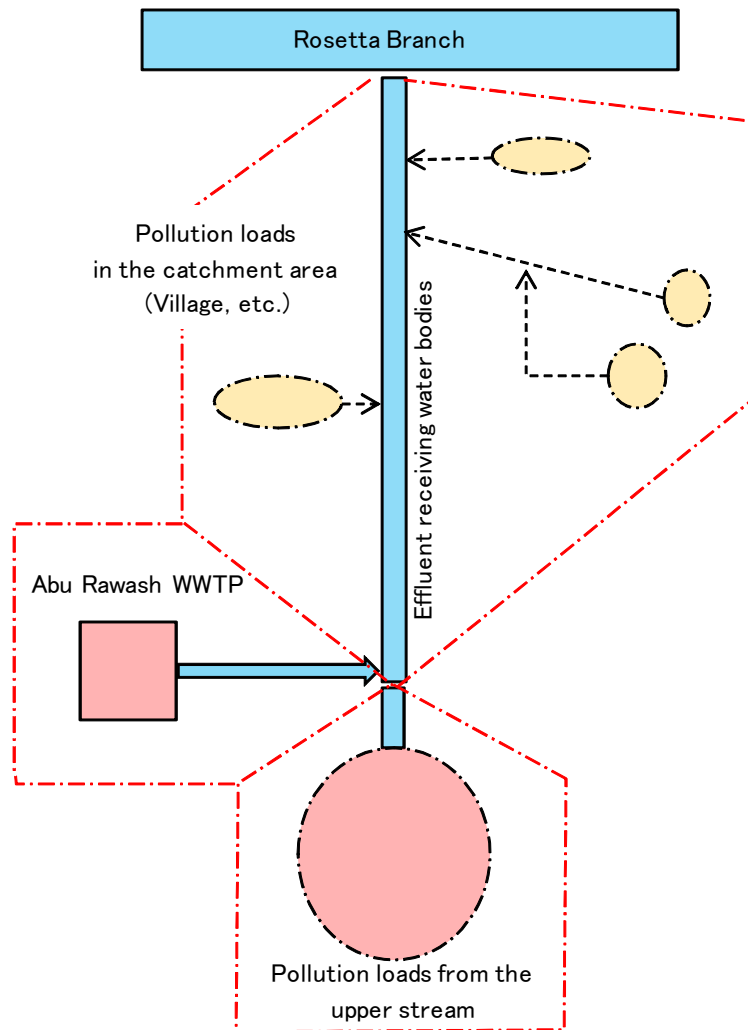 Rosetta Branch
Pollution loads
in the catchment area
(Village, etc.)
Effluent receiving water bodies
Abu Rawash WWTP
Pollution loads from the
upper stream